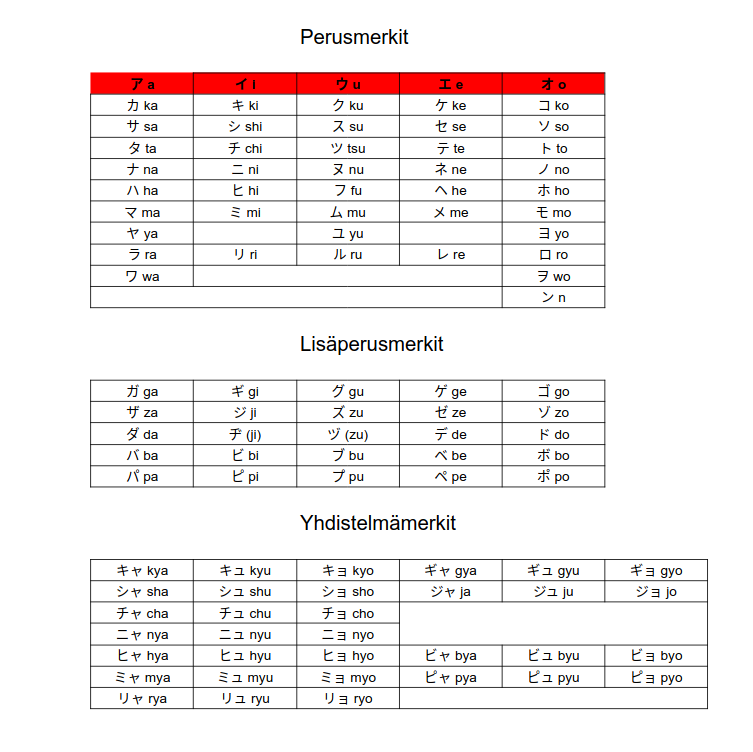 Perusmerkit
ア a イ i ウ u エ e オ o
カ ka キ ki ク ku ケ ke コ ko
サ sa シ shi ス su セ se ソ so
タ ta チ chi ツ tsu テ te ト to
ナ na ニ ni ヌ nu ネ ne ノ no
ハ ha ヒ hi フ fu ヘ he ホ ho
マ ma ミ mi ム mu メ me モ mo
ヤ ya ユ yu ヨ yo
ラ ra リ ri ル ru レ re ロ ro
ワ wa ヲ wo
ン n
Lisäperusmerkit
ガ ga ギ gi グ gu ゲ ge ゴ go
ザ za ジ ji ズ zu ゼ ze ゾ zo
ダ da ヂ (ji) ヅ (zu) デ de ド do
バ ba ビ bi ブ bu ベ be ボ bo
パ pa ピ pi プ pu ペ pe ポ po
Yhdistelmämerkit
キャ kya キュ kyu キョ kyo ギャ gya ギュ gyu ギョ gyo
シャ sha シュ shu ショ sho ジャ ja ジュ ju ジョ jo
チャ cha チュ chu チョ cho
ニャ nya ニュ nyu ニョ nyo
ヒャ hya ヒュ hyu ヒョ hyo ビャ bya ビュ byu ビョ byo
ミャ mya ミュ myu ミョ myo ピャ pya ピュ pyu ピョ pyo
リャ rya リュ ryu リョ ryo